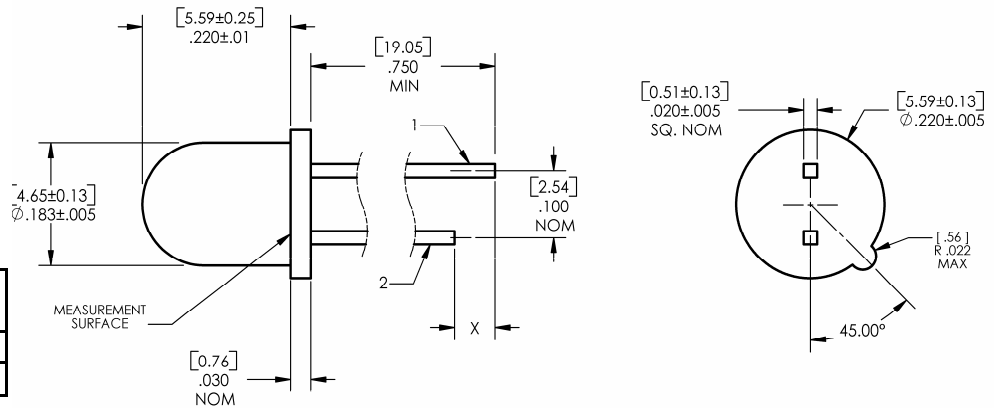 [5.59±0.25]
.220±.01
[19.05]
.750
MIN
1
[4.65±0.13]
Ø.183±.005
[2.54]
.100
NOM
2
MEASUREMENT
SURFACE
X
[0.76]
.030
NOM
[0.51±0.13]
.020±.005
SQ. NOM
[5.59±0.13]
Ø.220±.005
[ .56 ]
R .022
MAX
45.00°